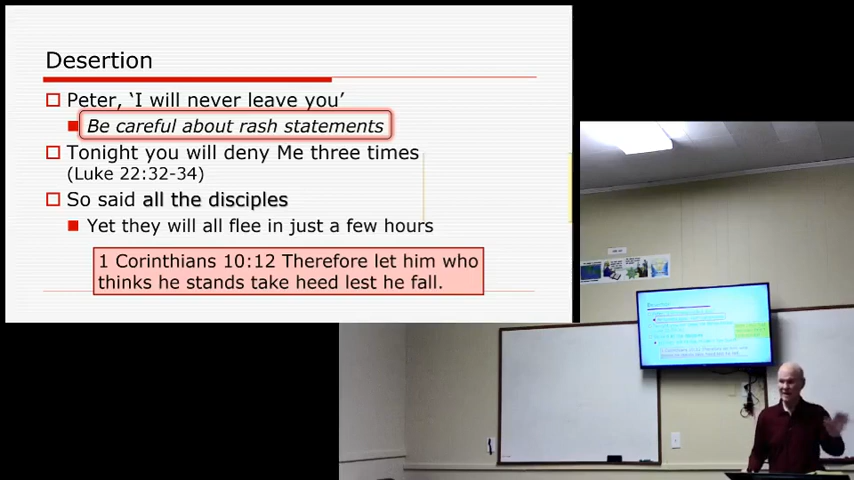 Desertion
Peter, ‘I will never leave you’
Be careful about rash statements
Tonight you will deny Me three times
(Luke 22:32-34)
So said all the disciples
Yet they will all flee in just a few hours
1 Corinthians 10:12 Therefore let him who
thinks he stands take heed lest he fall.
Desertion